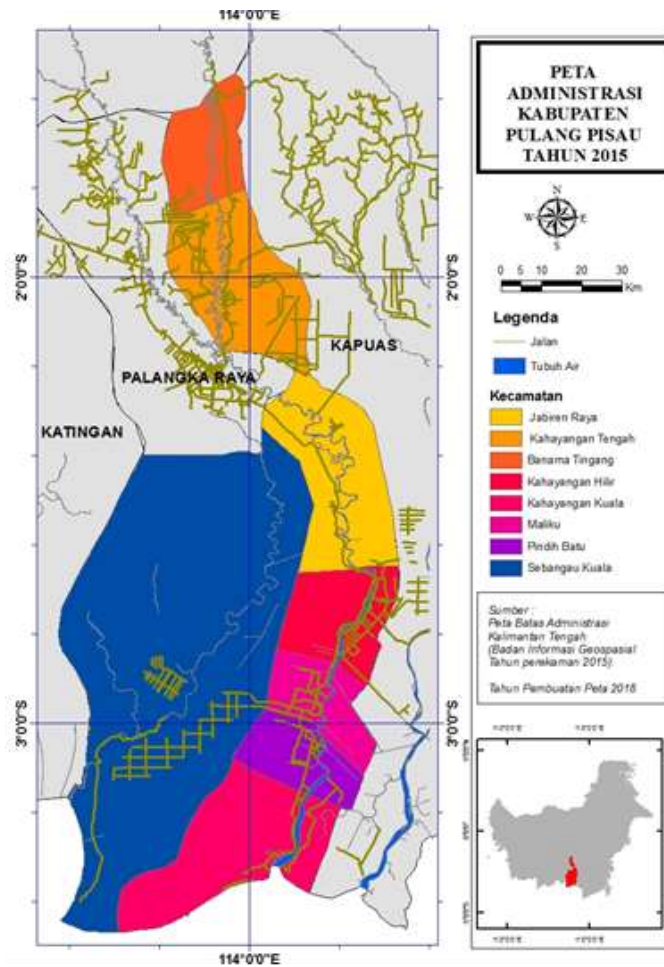 114°0'0"E
PETA
ADMINISTRASI
KABUPATEN
PULANG PISAU
TAHUN 2015
N
W E
S
0 5 10 20 30
Km
2°0'0"S
KAPUAS
PALANGKA RAYA
KATINGAN
3°0'0"S
114°0'0"E
Legenda
Jalan
Tubuh Air
Kecamatan
Jabiren Raya
Kahayangan Tengah
Banama Tingang
Kahayangan Hilir
Kahayangan Kuala
Maliku
Pindih Batu
Sebangau Kuala
Sumber :
Peta Batas Administrasi
Kalimantan Tengah
(Badan Informasi Geospasial
Tahun perekaman 2015)
Tahun Pembuatan Peta 2016
2°0'0"S
3°0'0"S